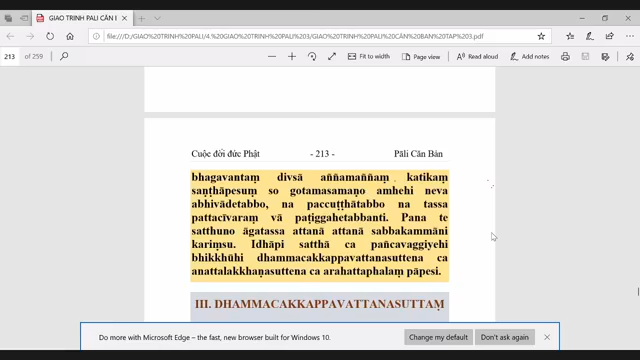 GIAO TRINH PALI CĂN I
file:///D:/GIAO%20TRINH%20PALI/4.%20GIAO%20TRINH%20PALI%203/GIAO%20TRINH%20PALI%20CĂN%20BAN%20TAP%203.pdf
213 of 259 Fit to width Page view Read aloud Add notes
Cuộc đời đức Phật - 213 - Pāli Căn Bản
bhagavantaṃ divsā aññamaññaṃ katikaṃ
saṇṭhāpesuṃ so gotamasamaṇo amhehi neva
abhivādetabbo, na paccuṭṭhātabbo na tassa
pattacīvaraṃ vā paṭiggahetabbanti. Pana te
satthuno āgatassa attanā attanā sabbakammāni
kariṃsu. Idhāpi satthā ca pañcavaggiyehi
bhikkhūhi dhammacakkappavattanasuttena ca
anattalakkhaṇasuttena ca arahattaphalaṃ pāpesi.
III. DHAMMACAKKAPPAVATTANASUTTAṂ
Do more with Microsoft Edge – the fast, new browser built for Windows 10. Change my default Don't ask again